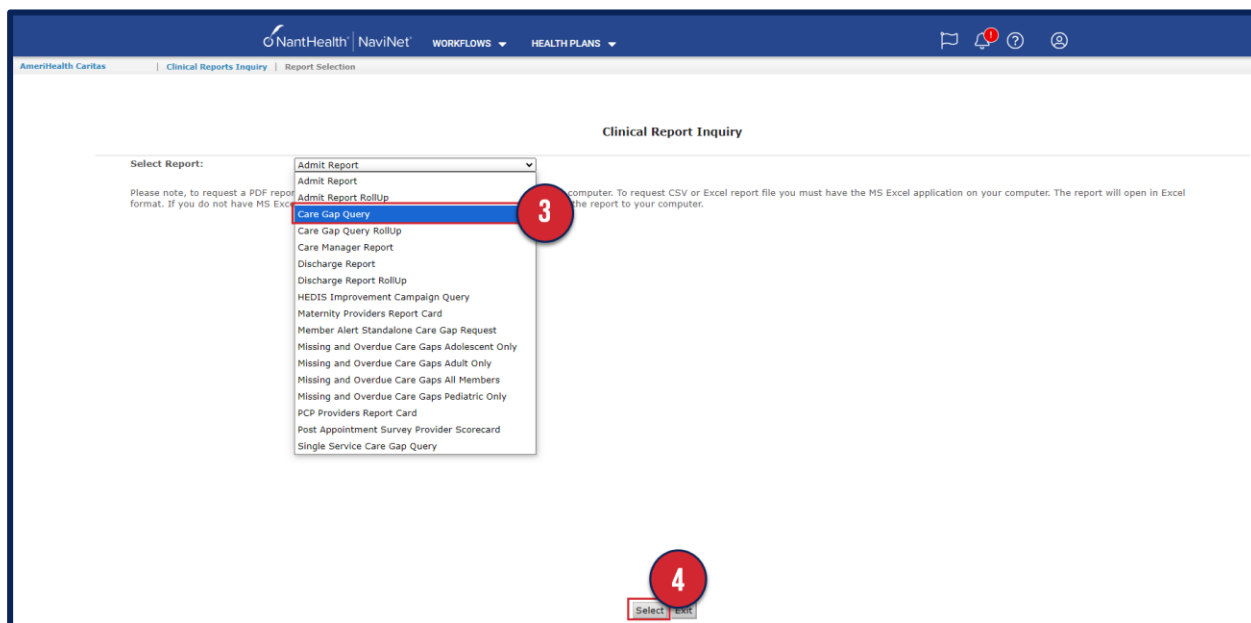 NantHealth® NaviNet® WORKFLOWS HEALTH PLANS !
AmeriHealth Caritas | Clinical Reports Inquiry | Report Selection
Clinical Report Inquiry
Select Report: Admit Report
Please note, to request a PDF repor computer. To request CSV or Excel report file you must have the MS Excel application on your computer. The report will open in Excel
format. If you do not have MS Exc the report to your computer.
Admit Report
Admit Report RollUp
Care Gap Query
3
Care Gap Query RollUp
Care Manager Report
Discharge Report
Discharge Report RollUp
HEDIS Improvement Campaign Query
Maternity Providers Report Card
Member Alert Standalone Care Gap Request
Missing and Overdue Care Gaps Adolescent Only
Missing and Overdue Care Gaps Adult Only
Missing and Overdue Care Gaps All Members
Missing and Overdue Care Gaps Pediatric Only
PCP Providers Report Card
Post Appointment Survey Provider Scorecard
Single Service Care Gap Query
4
Select Exit